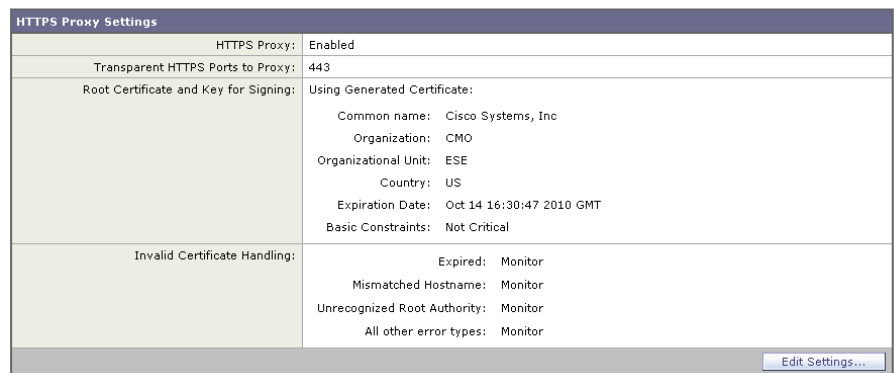 HTTPS Proxy Settings
HTTPS Proxy: Enabled
Transparent HTTPS Ports to Proxy: 443
Root Certificate and Key for Signing: Using Generated Certificate:
Common name: Cisco Systems, Inc
Organization: CMO
Organizational Unit: ESE
Country: US
Expiration Date: Oct 14 16:30:47 2010 GMT
Basic Constraints: Not Critical
Invalid Certificate Handling: Expired: Monitor
Mismatched Hostname: Monitor
Unrecognized Root Authority: Monitor
All other error types: Monitor
Edit Settings...